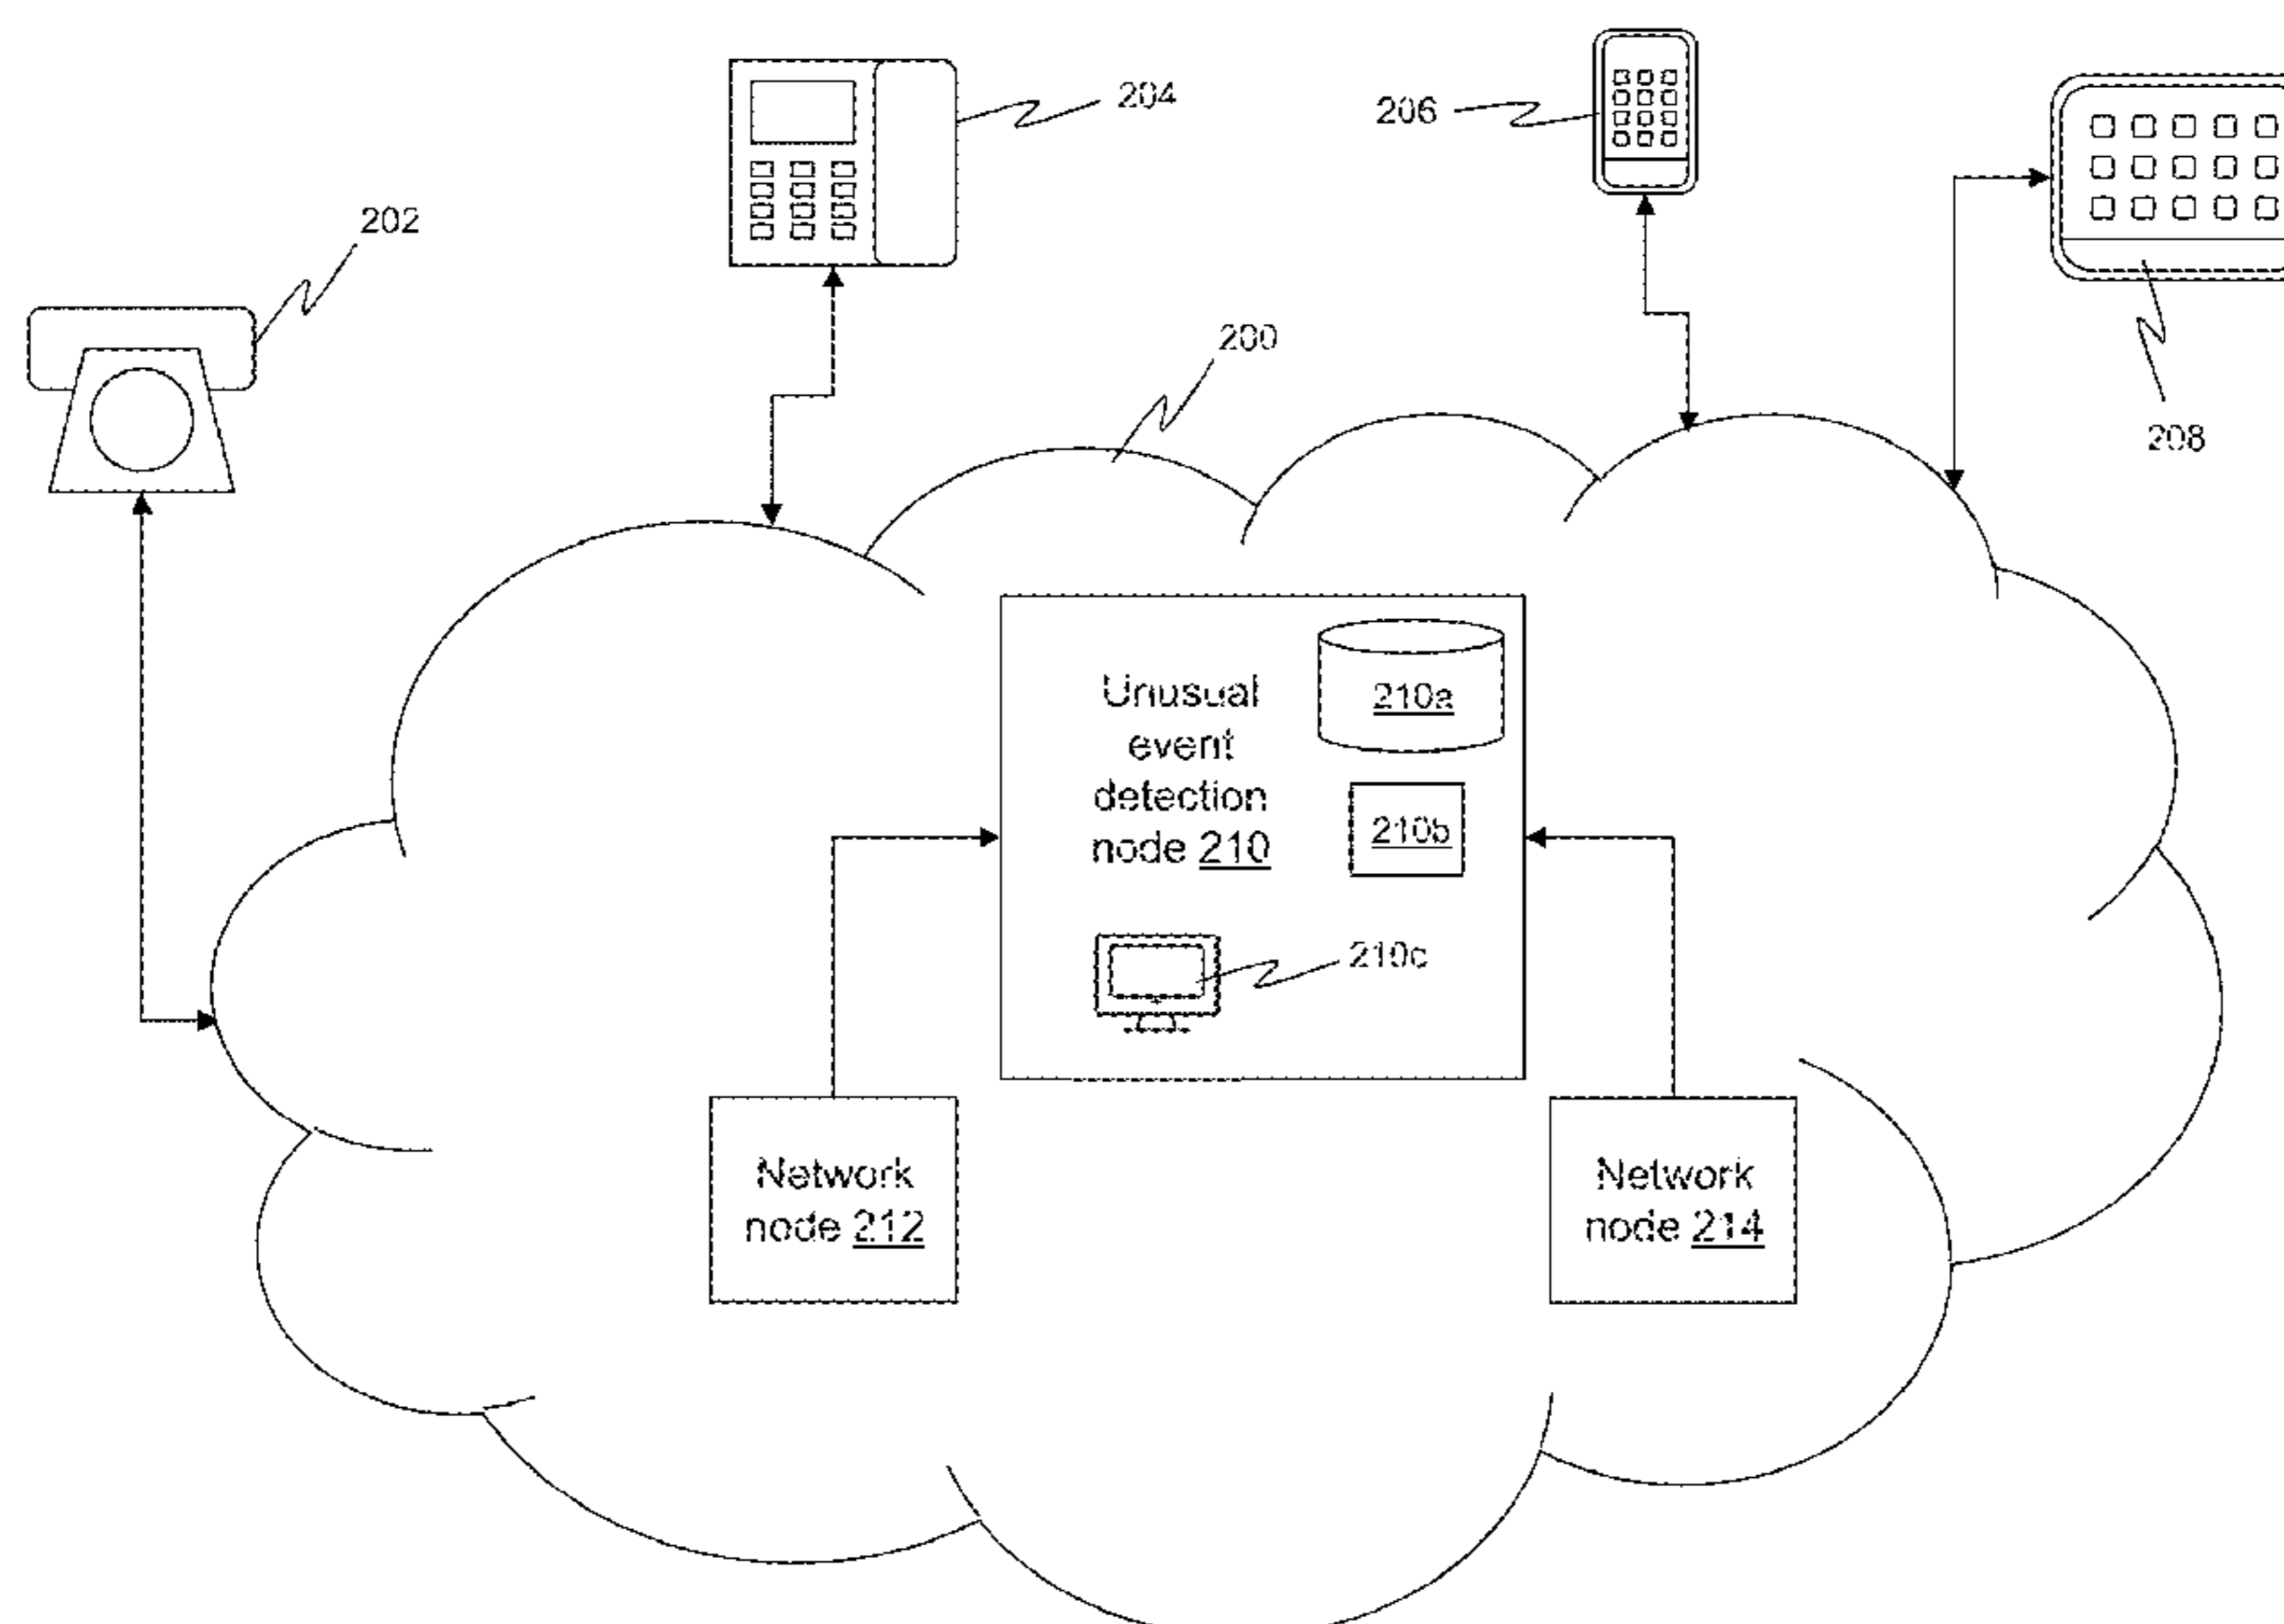 204
206
202
200
208
Unusual
event
detection
node 210
210a
210b
210c
Network
node 212
Network
node 214